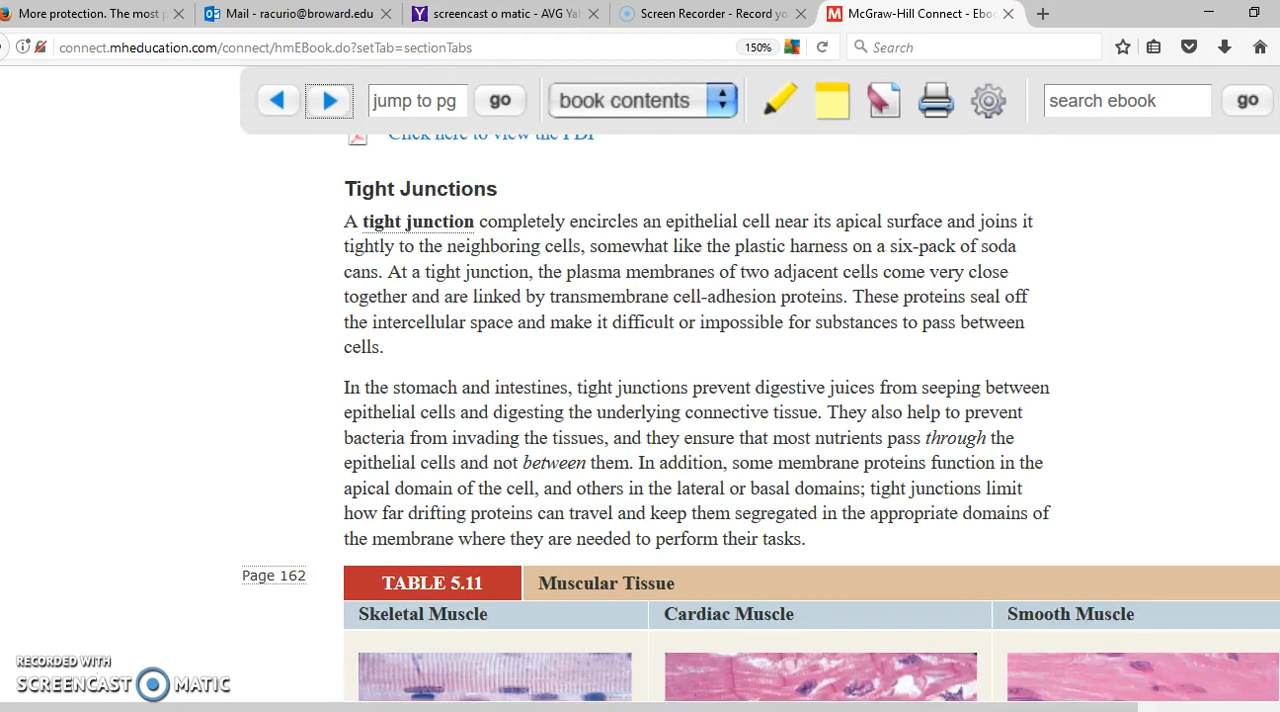 More protection. The most p
Mail - racurio@broward.edu
screencast o matic - AVG Yah
Screen Recorder - Record yo
McGraw-Hill Connect - Eboo
connect.mheducation.com/connect/hmEBook.do?setTab=sectionTabs
150%
Search
jump to pg
go
book contents
search ebook
go
Click here to view the PDF
Tight Junctions
A tight junction completely encircles an epithelial cell near its apical surface and joins it
tightly to the neighboring cells, somewhat like the plastic harness on a six-pack of soda
cans. At a tight junction, the plasma membranes of two adjacent cells come very close
together and are linked by transmembrane cell-adhesion proteins. These proteins seal off
the intercellular space and make it difficult or impossible for substances to pass between
cells.
In the stomach and intestines, tight junctions prevent digestive juices from seeping between
epithelial cells and digesting the underlying connective tissue. They also help to prevent
bacteria from invading the tissues, and they ensure that most nutrients pass through the
epithelial cells and not between them. In addition, some membrane proteins function in the
apical domain of the cell, and others in the lateral or basal domains; tight junctions limit
how far drifting proteins can travel and keep them segregated in the appropriate domains of
the membrane where they are needed to perform their tasks.
Page 162
TABLE 5.11 Muscular Tissue
Skeletal Muscle Cardiac Muscle Smooth Muscle
RECORDED WITH
SCREENCAST MATIC